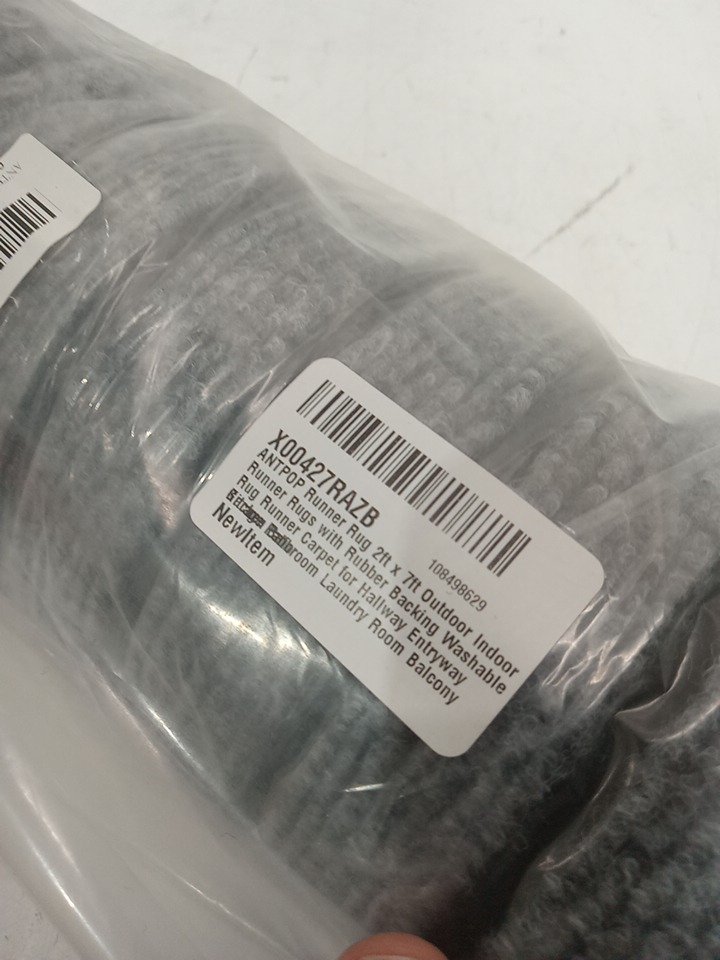 X00427RAZB
108498629
ANTPOP Runner Rug 2ft x 7ft Outdoor Indoor
Runner Rugs with Rubber Backing Washable
Rug Runner Carpet for Hallway Entryway
Bathroom Laundry Room Balcony
NewItem